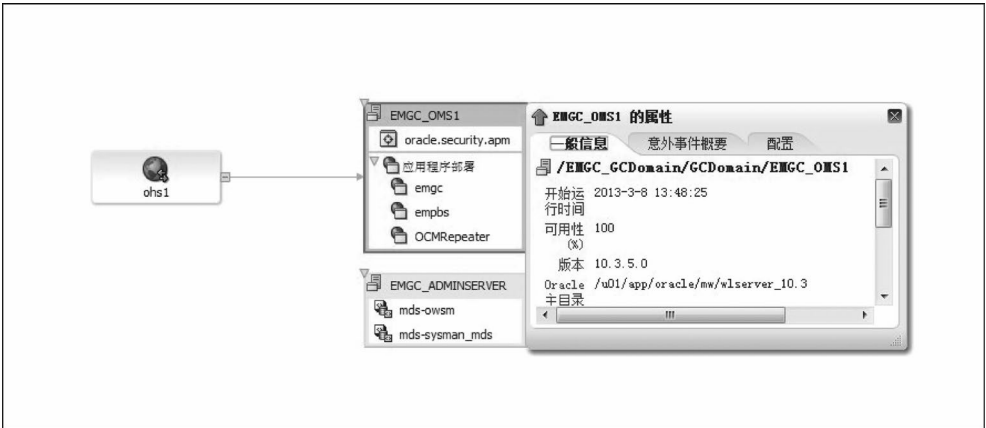 ohs1
EMGC_OMS1
oracle.security.apm
应用程序部署
emgc
empbs
OCMRepeater
EMGC_ADMINSERVER
mds-owsm
mds-sysman_mds
EMGC_OMS1 的属性
一般信息 意外事件概要 配置
/EMGC_GCDomain/GCDomain/EMGC_OMS1
开始运 2013-3-8 13:48:25
行时间
可用性 100
(%)
版本 10.3.5.0
Oracle /u01/app/oracle/mw/wlserver_10.3
主目录